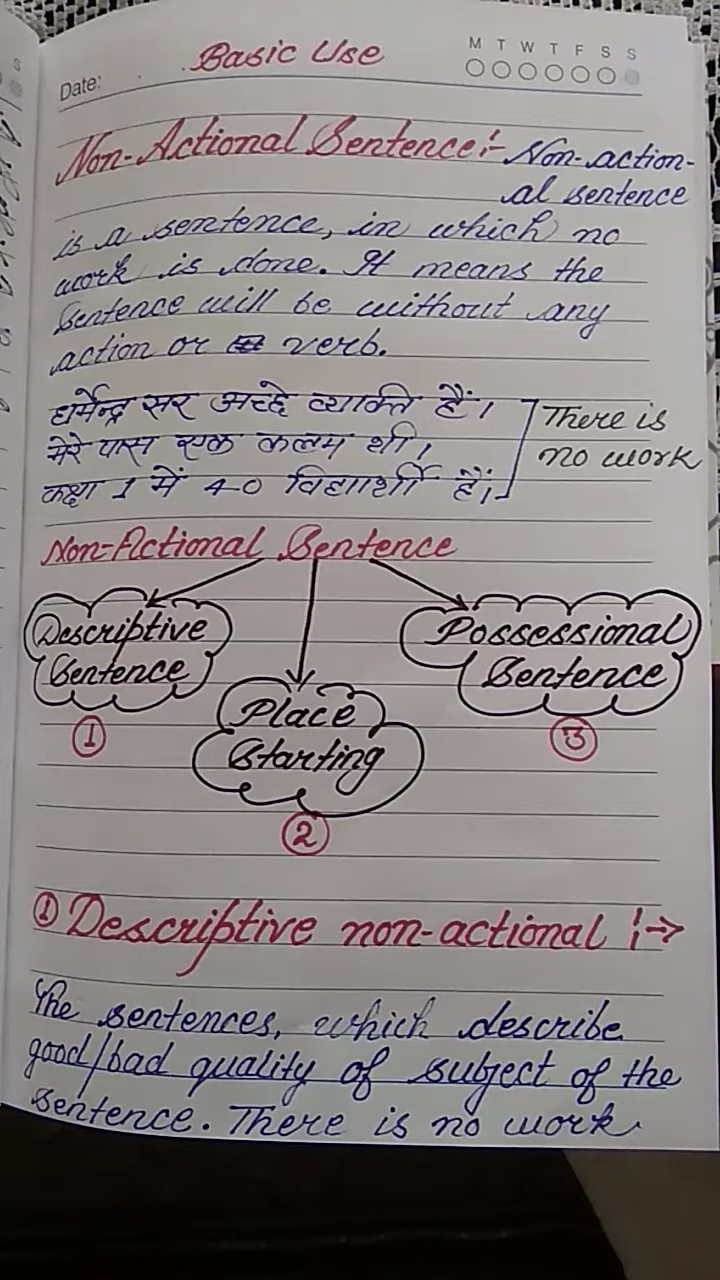 Basic Use
M T W T F S S
Date:
Non-Actional Sentence:- Non-action-
al sentence
is a sentence, in which no
work is done. It means the
Sentence will be without any
action or verb.
धर्मेन्द्र सर अच्छे व्याक्ति हैं।
मेरे पास एक कलम थी।
कक्षा 1 में 40 विद्यार्थी हैं।
There is
no work
Non-Actional Sentence
Descriptive
Sentence
1
Place
Starting
2
Possessional
Sentence
3
① Descriptive non-actional :→
The sentences, which describe
good/bad quality of subject of the
sentence. There is no work